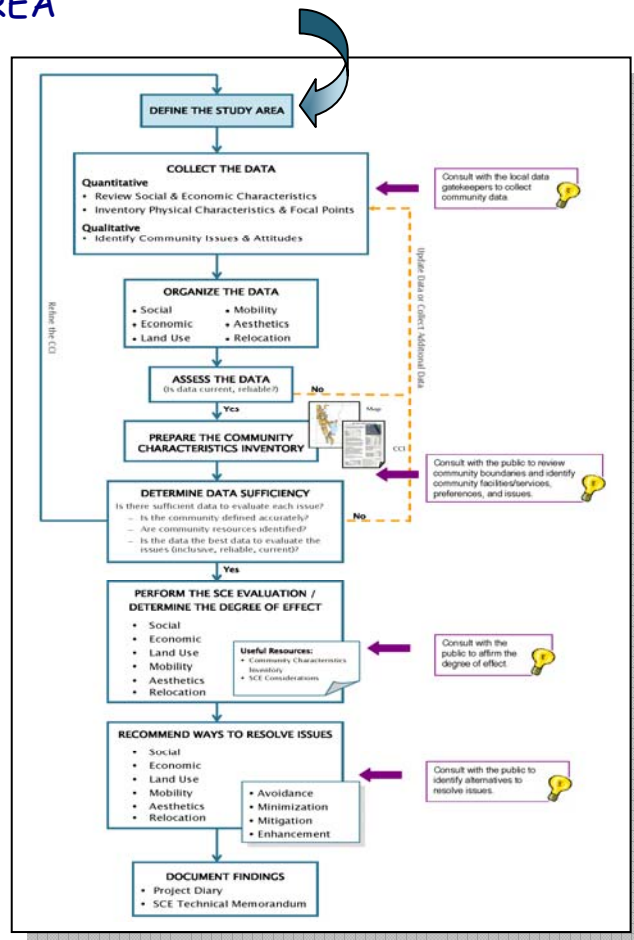 DEFINE THE STUDY AREA
COLLECT THE DATA
Quantitative
• Review Social & Economic Characteristics
• Inventory Physical Characteristics & Focal Points
Qualitative
• Identify Community Issues & Attitudes
Consult with the local data
gatekeepers to collect
community data.
Update Data or Collect Additional Data
Refine the CCI
ORGANIZE THE DATA
• Social
• Economic
• Land Use
• Mobility
• Aesthetics
• Relocation
ASSESS THE DATA
(Is data current, reliable?)
No
Yes
Map
CCI
PREPARE THE COMMUNITY
CHARACTERISTICS INVENTORY
Consult with the public to review
community boundaries and identify
community facilities/services,
preferences, and issues.
DETERMINE DATA SUFFICIENCY
Is there sufficient data to evaluate each issue?
– Is the community defined accurately?
– Are community resources identified?
– Is the data the best data to evaluate the
issues (inclusive, reliable, current)?
No
Yes
PERFORM THE SCE EVALUATION /
DETERMINE THE DEGREE OF EFFECT
• Social
• Economic
• Land Use
• Mobility
• Aesthetics
• Relocation
Useful Resources:
• Community Characteristics
Inventory
• SCE Considerations
Consult with the
public to affirm the
degree of effect.
RECOMMEND WAYS TO RESOLVE ISSUES
• Social
• Economic
• Land Use
• Mobility
• Aesthetics
• Relocation
• Avoidance
• Minimization
• Mitigation
• Enhancement
Consult with the public to
identify alternatives to
resolve issues.
DOCUMENT FINDINGS
• Project Diary
• SCE Technical Memorandum